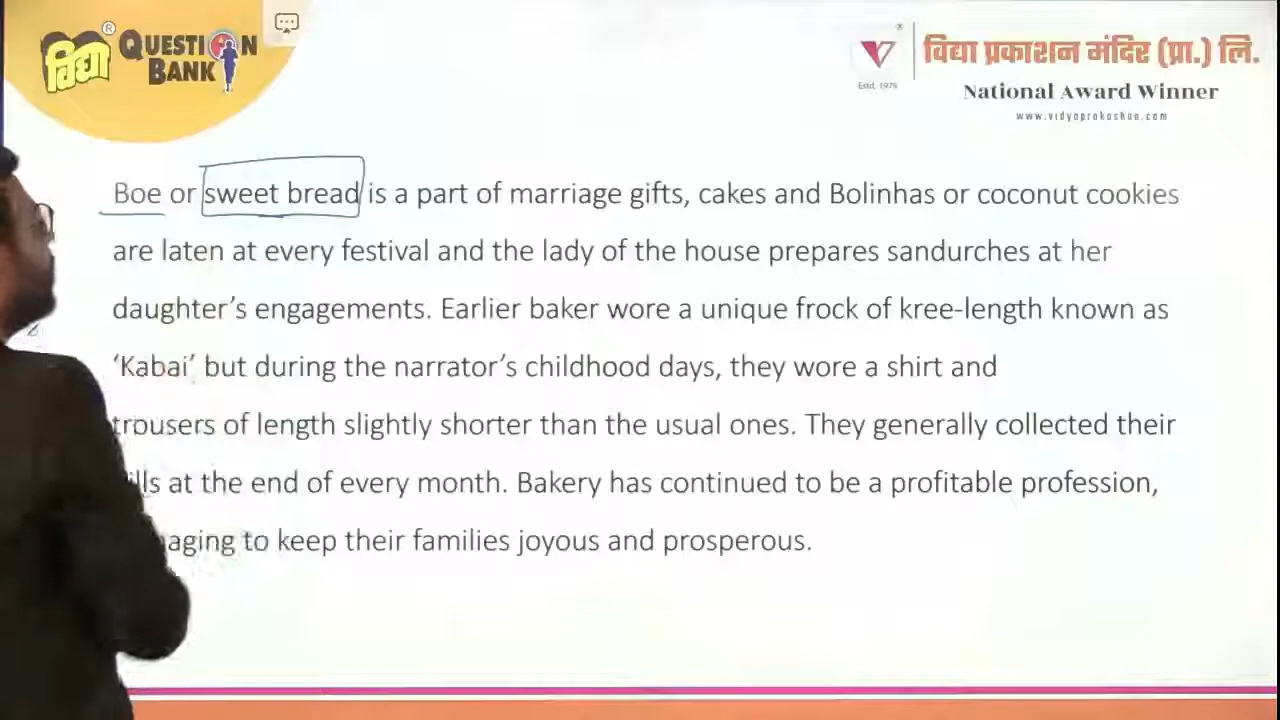 विद्या ® QUESTION BANK
® Estd. 1979
विद्या प्रकाशन मंदिर (प्रा.) लि.
National Award Winner
www.vidyaprakashan.com
Boe or sweet bread is a part of marriage gifts, cakes and Bolinhas or coconut cookies
are laten at every festival and the lady of the house prepares sandurches at her
daughter’s engagements. Earlier baker wore a unique frock of kree-length known as
‘Kabai’ but during the narrator’s childhood days, they wore a shirt and
trousers of length slightly shorter than the usual ones. They generally collected their
ills at the end of every month. Bakery has continued to be a profitable profession,
aging to keep their families joyous and prosperous.